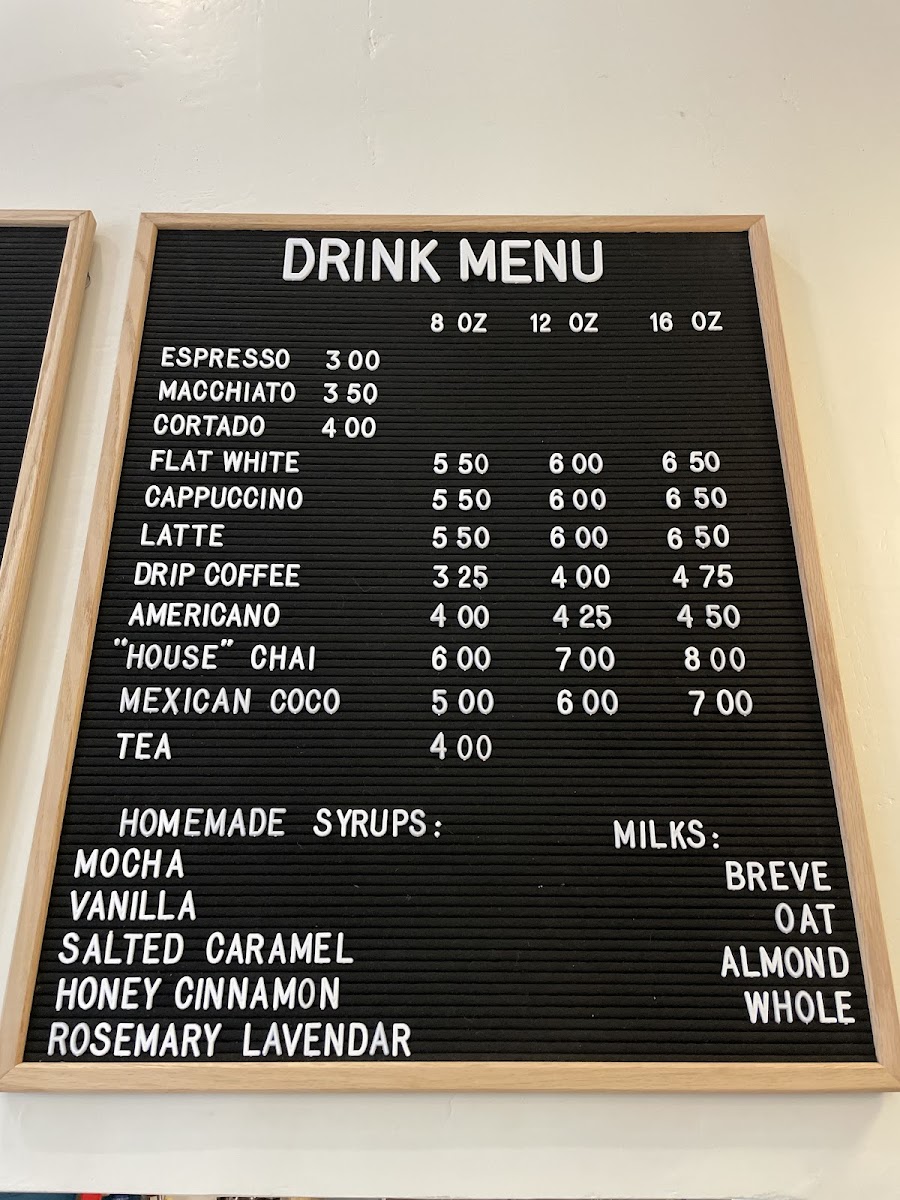 DRINK MENU
8 OZ 12 OZ 16 OZ
ESPRESSO 3 00
MACCHIATO 3 50
CORTADO 4 00
FLAT WHITE 5 50 6 00 6 50
CAPPUCCINO 5 50 6 00 6 50
LATTE 5 50 6 00 6 50
DRIP COFFEE 3 25 4 00 4 75
AMERICANO 4 00 4 25 4 50
"HOUSE" CHAI 6 00 7 00 8 00
MEXICAN COCO 5 00 6 00 7 00
TEA 4 00
HOMEMADE SYRUPS:
MOCHA
VANILLA
SALTED CARAMEL
HONEY CINNAMON
ROSEMARY LAVENDAR
MILKS:
BREVE
OAT
ALMOND
WHOLE